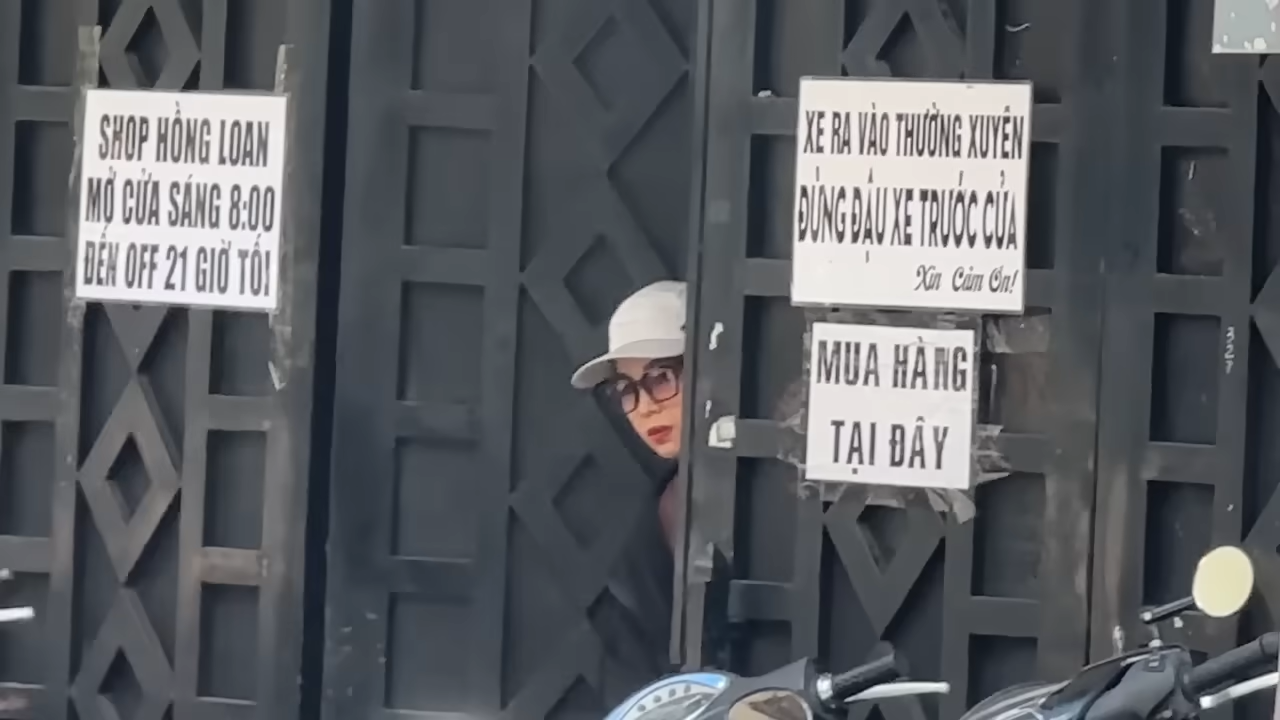 SHOP HỒNG LOAN
MỞ CỬA SÁNG 8:00
ĐẾN OFF 21 GIỜ TỐI
XE RA VÀO THƯỜNG XUYÊN
ĐỪNG ĐẬU XE TRƯỚC CỬA
Xin Cảm Ơn!
MUA HÀNG
TẠI ĐÂY
327